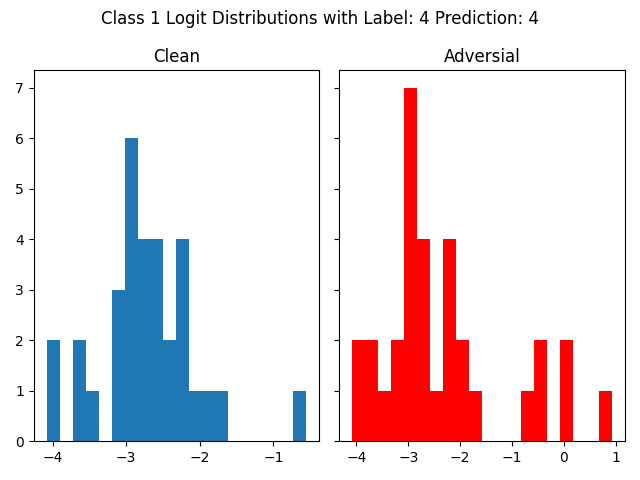 Class 1 Logit Distributions with Label: 4 Prediction: 4
Clean
Adversial
7
6
5
4
3
2
1
0
−4 −3 −2 −1
−4 −3 −2 −1 0 1